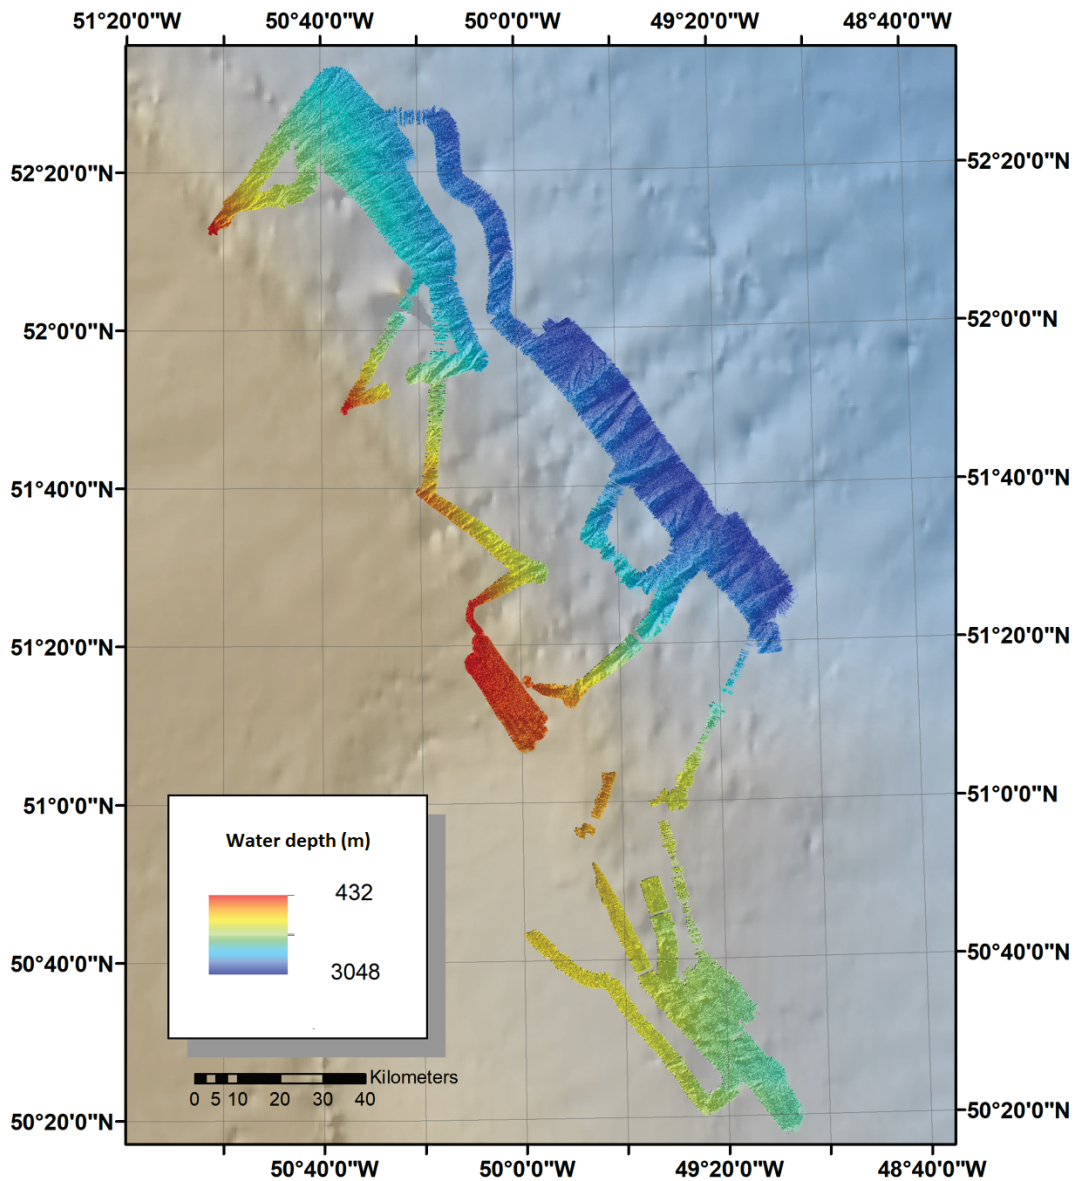 51°20'0"W 50°40'0"W 50°0'0"W 49°20'0"W 48°40'0"W
52°20'0"N 52°20'0"N
52°0'0"N 52°0'0"N
51°40'0"N 51°40'0"N
51°20'0"N 51°20'0"N
51°0'0"N 51°0'0"N
Water depth (m)
432
3048
50°40'0"N 50°40'0"N
Kilometers
0 5 10 20 30 40
50°20'0"N 50°20'0"N
50°40'0"W 50°0'0"W 49°20'0"W 48°40'0"W